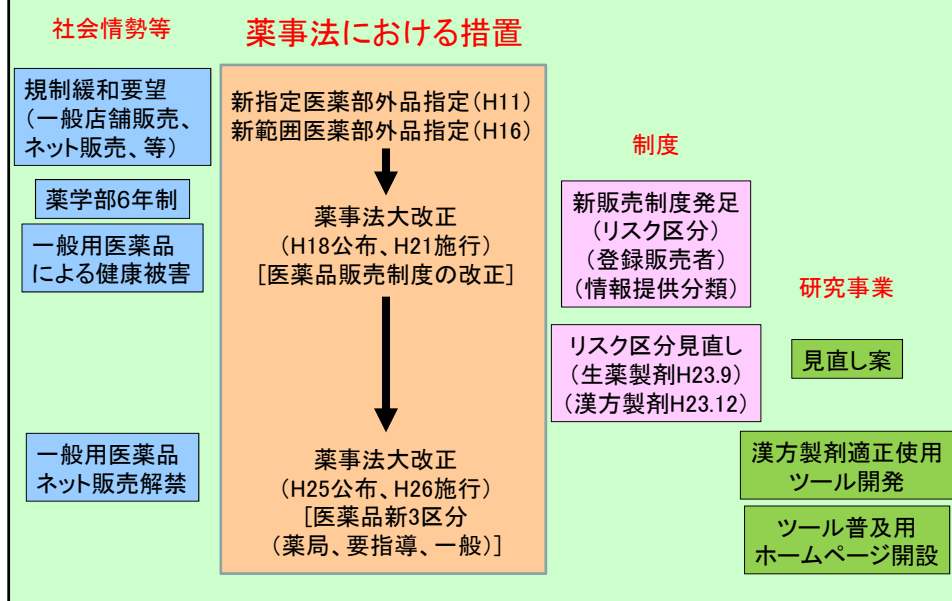 社会情勢等
薬事法における措置
規制緩和要望
(一般店舗販売、
ネット販売、等)
新指定医薬部外品指定(H11)
新範囲医薬部外品指定(H16)
制度
薬学部6年制
一般用医薬品
による健康被害
薬事法大改正
(H18公布、H21施行)
[医薬品販売制度の改正]
新販売制度発足
(リスク区分)
(登録販売者)
(情報提供分類)
研究事業
リスク区分見直し
(生薬製剤H23.9)
(漢方製剤H23.12)
見直し案
一般用医薬品
ネット販売解禁
薬事法大改正
(H25公布、H26施行)
[医薬品新3区分
(薬局、要指導、一般)]
漢方製剤適正使用
ツール開発
ツール普及用
ホームページ開設